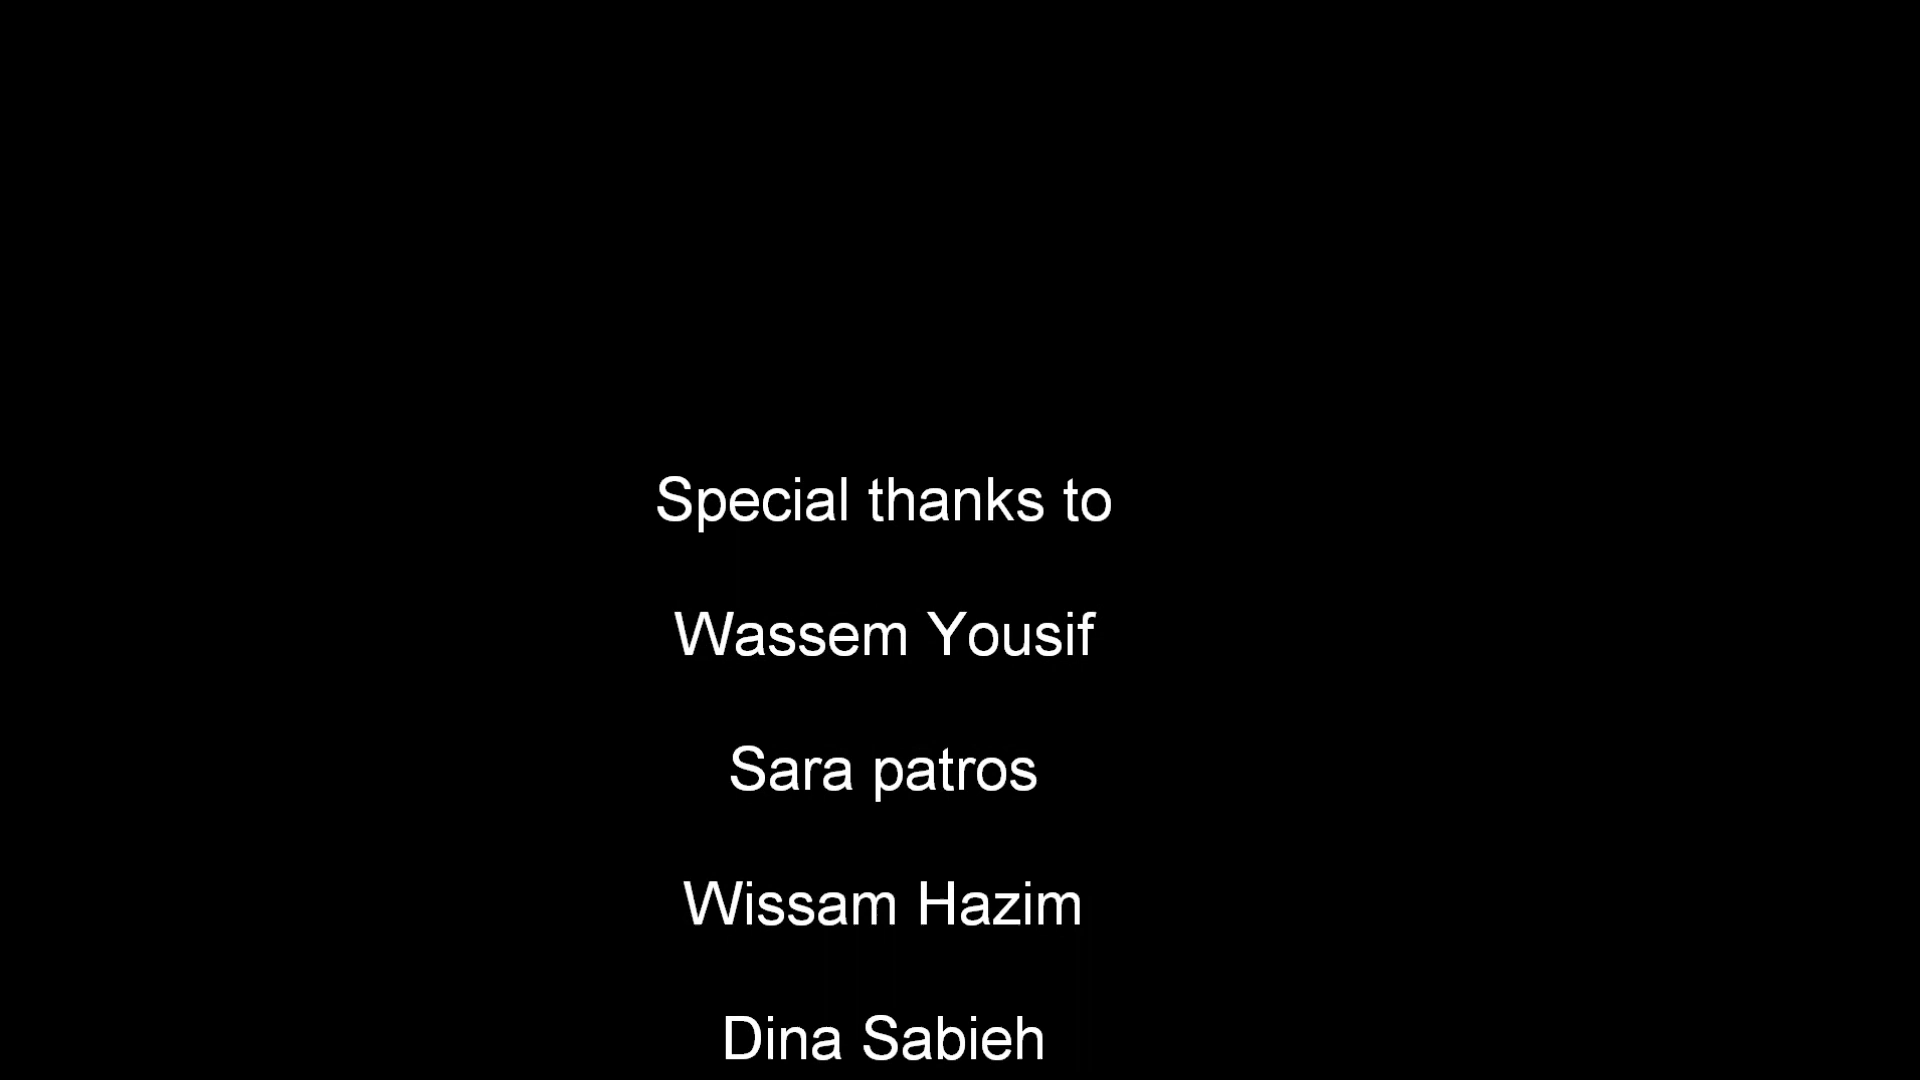 Special thanks to
Wassem Yousif
Sara patros
Wissam Hazim
Dina Sabieh